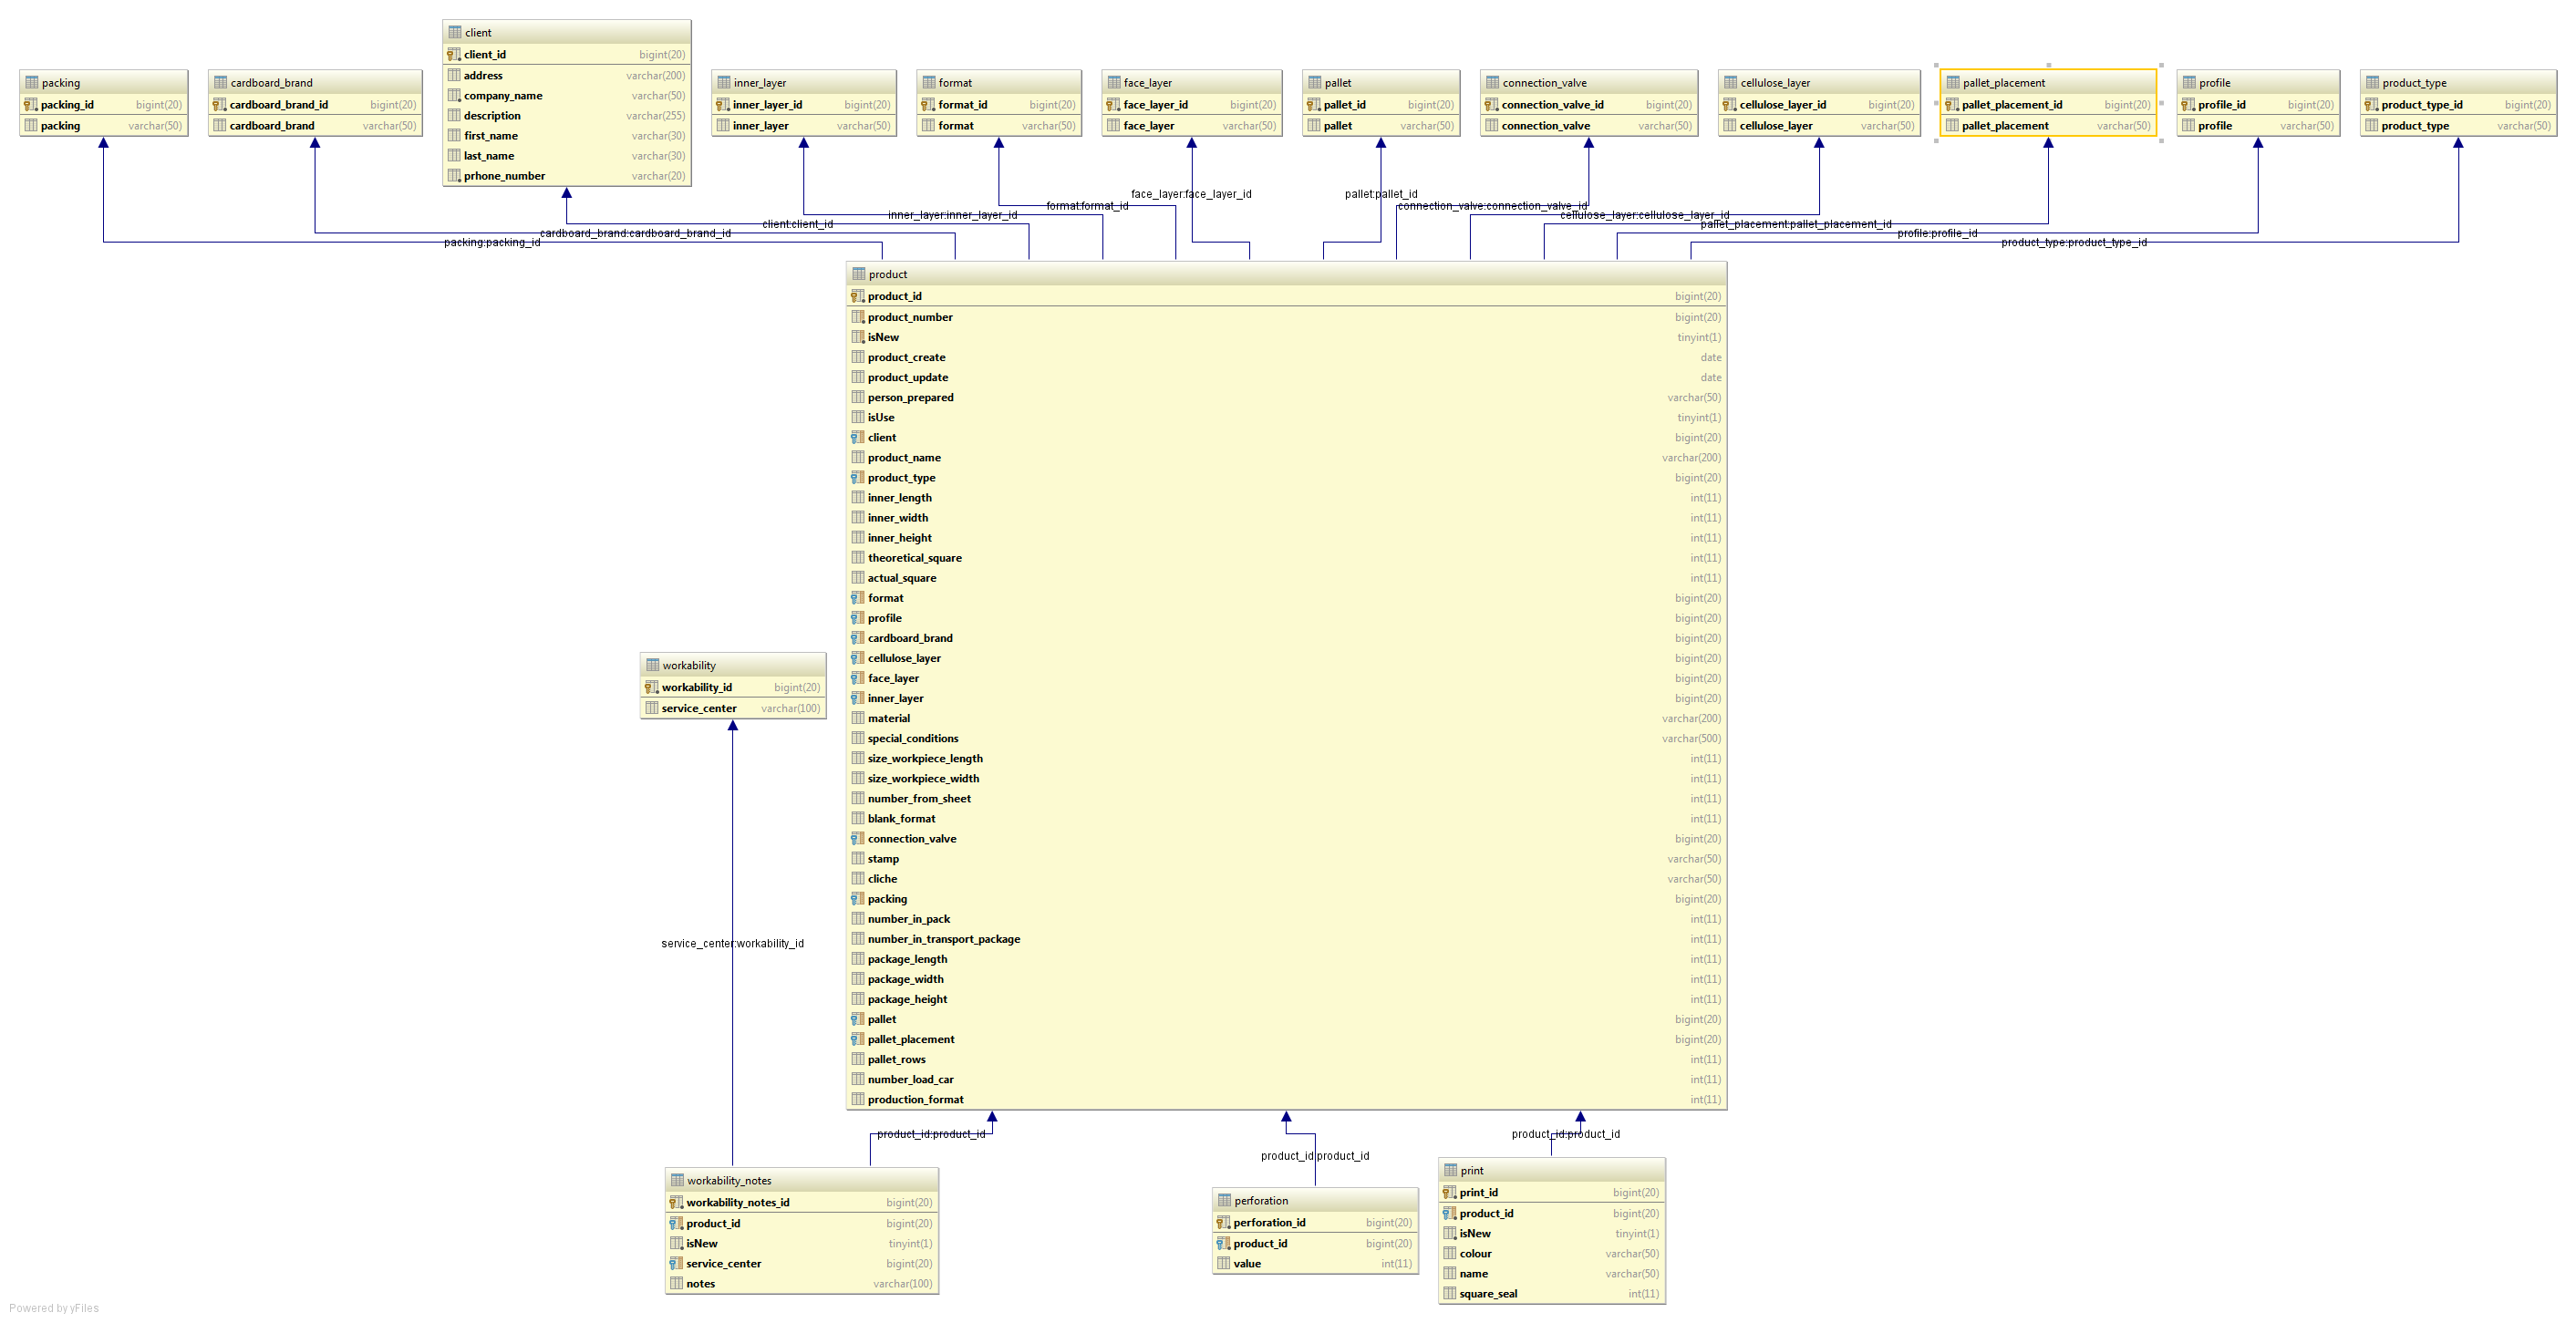 client
client_id bigint(20)
address varchar(200)
company_name varchar(50)
description varchar(255)
first_name varchar(30)
last_name varchar(30)
prhone_number varchar(20)
packing
packing_id bigint(20)
packing varchar(50)
cardboard_brand
cardboard_brand_id bigint(20)
cardboard_brand varchar(50)
inner_layer
inner_layer_id bigint(20)
inner_layer varchar(50)
format
format_id bigint(20)
format varchar(50)
face_layer
face_layer_id bigint(20)
face_layer varchar(50)
pallet
pallet_id bigint(20)
pallet varchar(50)
connection_valve
connection_valve_id bigint(20)
connection_valve varchar(50)
cellulose_layer
cellulose_layer_id bigint(20)
cellulose_layer varchar(50)
pallet_placement
pallet_placement_id bigint(20)
pallet_placement varchar(50)
profile
profile_id bigint(20)
profile varchar(50)
product_type
product_type_id bigint(20)
product_type varchar(50)
face_layer:face_layer_id
pallet:pallet_id
format:format_id
connection_valve:connection_valve_id
inner_layer:inner_layer_id
cellulose_layer:cellulose_layer_id
client:client_id
pallet_placement:pallet_placement_id
cardboard_brand:cardboard_brand_id
profile:profile_id
packing:packing_id
product_type:product_type_id
product
product_id bigint(20)
product_number bigint(20)
isNew tinyint(1)
product_create date
product_update date
person_prepared varchar(50)
isUse tinyint(1)
client bigint(20)
product_name varchar(200)
product_type bigint(20)
inner_length int(11)
inner_width int(11)
inner_height int(11)
theoretical_square int(11)
actual_square int(11)
format bigint(20)
profile bigint(20)
cardboard_brand bigint(20)
cellulose_layer bigint(20)
face_layer bigint(20)
inner_layer bigint(20)
material varchar(200)
special_conditions varchar(500)
size_workpiece_length int(11)
size_workpiece_width int(11)
number_from_sheet int(11)
blank_format int(11)
connection_valve bigint(20)
stamp varchar(50)
cliche varchar(50)
packing bigint(20)
number_in_pack int(11)
number_in_transport_package int(11)
package_length int(11)
package_width int(11)
package_height int(11)
pallet bigint(20)
pallet_placement bigint(20)
pallet_rows int(11)
number_load_car int(11)
production_format int(11)
workability
workability_id bigint(20)
service_center varchar(100)
service_center:workability_id
product_id:product_id
product_id:product_id
product_id:product_id
workability_notes
workability_notes_id bigint(20)
product_id bigint(20)
isNew tinyint(1)
service_center bigint(20)
notes varchar(100)
perforation
perforation_id bigint(20)
product_id bigint(20)
value int(11)
print
print_id bigint(20)
product_id bigint(20)
isNew tinyint(1)
colour varchar(50)
name varchar(50)
square_seal int(11)
Powered by yFiles